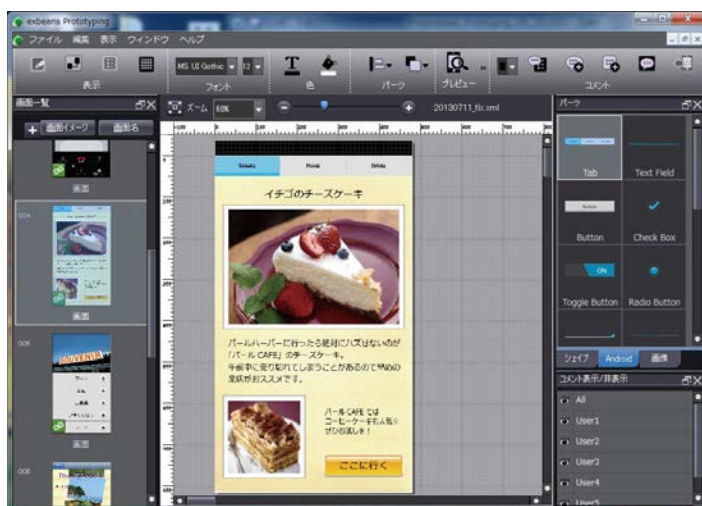 exbeans Prototyping
ファイル 編集 表示 ウィンドウ ヘルプ
MS UI Gothic 12
表示 フォント 色 パーツ プレビュー コメント
画面一覧
画面イメージ 画面名
画面
004
画面
画面
ズーム 60% 20130711_fix.xml
イチゴのチーズケーキ
パールハーバーに行ったら絶対にハズせないのが
「パール CAFE」のチーズケーキ。
午前中に売り切れてしまうことがあるので早めの
来店がおススメです。
パール CAFE では
コーヒーケーキも人気☆
ぜひお試しを！
ここに行く
パーツ
Tab Text Field
Button Check Box
ON
Toggle Button Radio Button
シェイプ Android 画像
コメント表示/非表示
All
User1
User2
User3
User4
User5